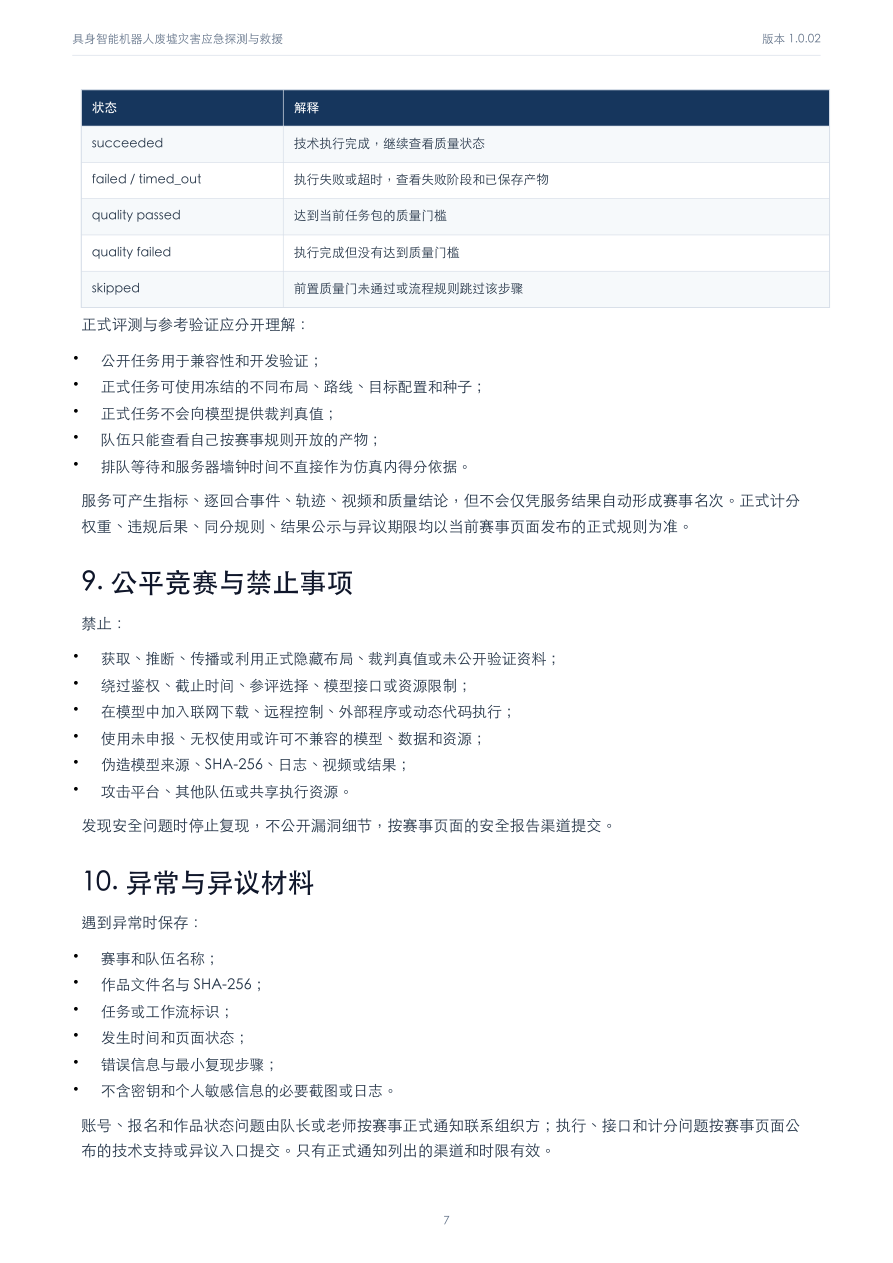 具身智能机器人废墟灾害应急探测与救援
版本 1.0.02
状态 解释
succeeded 技术执行完成，继续查看质量状态
failed / timed_out 执行失败或超时，查看失败阶段和已保存产物
quality passed 达到当前任务包的质量门槛
quality failed 执行完成但没有达到质量门槛
skipped 前置质量门未通过或流程规则跳过该步骤
正式评测与参考验证应分开理解：
• 公开任务用于兼容性和开发验证；
• 正式任务可使用冻结的不同布局、路线、目标配置和种子；
• 正式任务不会向模型提供裁判真值；
• 队伍只能查看自己按赛事规则开放的产物；
• 排队等待和服务器墙钟时间不直接作为仿真内得分依据。
服务可产生指标、逐回合事件、轨迹、视频和质量结论，但不会仅凭服务结果自动形成赛事名次。正式计分
权重、违规后果、同分规则、结果公示与异议期限均以当前赛事页面发布的正式规则为准。
9. 公平竞赛与禁止事项
禁止：
• 获取、推断、传播或利用正式隐藏布局、裁判真值或未公开验证资料；
• 绕过鉴权、截止时间、参评选择、模型接口或资源限制；
• 在模型中加入联网下载、远程控制、外部程序或动态代码执行；
• 使用未申报、无权使用或许可不兼容的模型、数据和资源；
• 伪造模型来源、SHA-256、日志、视频或结果；
• 攻击平台、其他队伍或共享执行资源。
发现安全问题时停止复现，不公开漏洞细节，按赛事页面的安全报告渠道提交。
10. 异常与异议材料
遇到异常时保存：
• 赛事和队伍名称；
• 作品文件名与 SHA-256；
• 任务或工作流标识；
• 发生时间和页面状态；
• 错误信息与最小复现步骤；
• 不含密钥和个人敏感信息的必要截图或日志。
账号、报名和作品状态问题由队长或老师按赛事正式通知联系组织方；执行、接口和计分问题按赛事页面公
布的技术支持或异议入口提交。只有正式通知列出的渠道和时限有效。
7